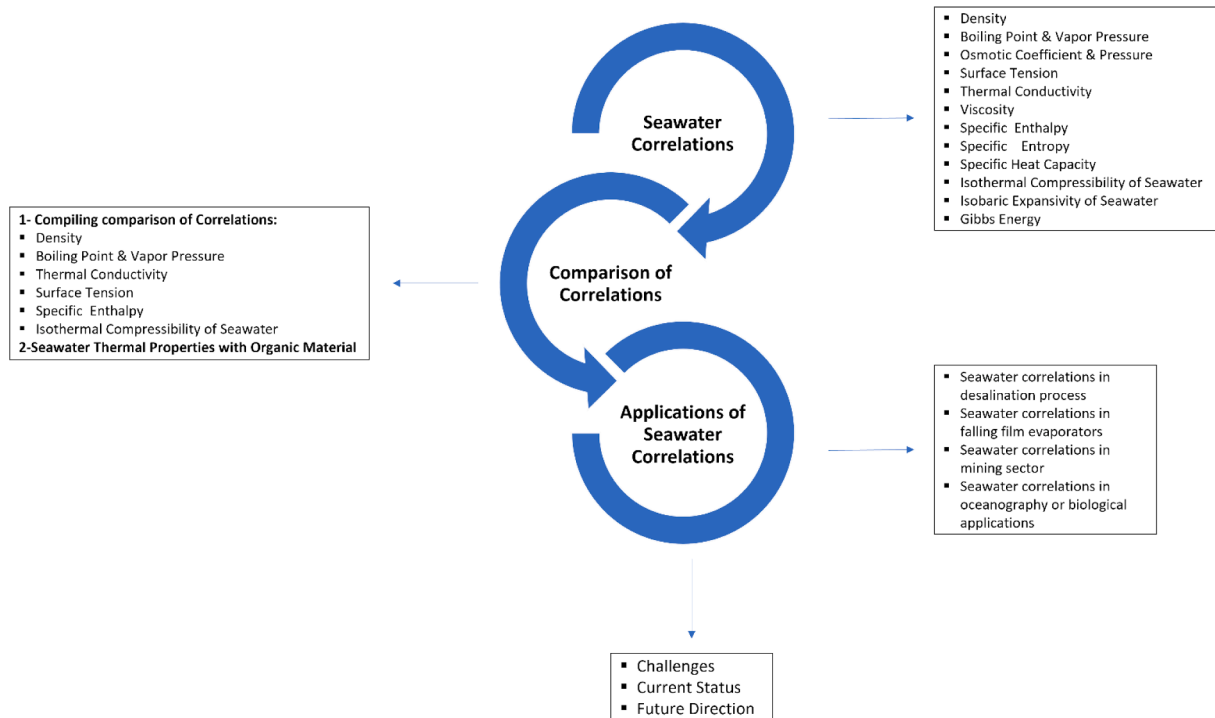 Seawater
Correlations
▪ Density
▪ Boiling Point & Vapor Pressure
▪ Osmotic Coefficient & Pressure
▪ Surface Tension
▪ Thermal Conductivity
▪ Viscosity
▪ Specific Enthalpy
▪ Specific Entropy
▪ Specific Heat Capacity
▪ Isothermal Compressibility of Seawater
▪ Isobaric Expansivity of Seawater
▪ Gibbs Energy
Comparison of
Correlations
1- Compiling comparison of Correlations:
▪ Density
▪ Boiling Point & Vapor Pressure
▪ Thermal Conductivity
▪ Surface Tension
▪ Specific Enthalpy
▪ Isothermal Compressibility of Seawater
2-Seawater Thermal Properties with Organic Material
Applications of
Seawater
Correlations
▪ Seawater correlations in
desalination process
▪ Seawater correlations in
falling film evaporators
▪ Seawater correlations in
mining sector
▪ Seawater correlations in
oceanography or biological
applications
▪ Challenges
▪ Current Status
▪ Future Direction